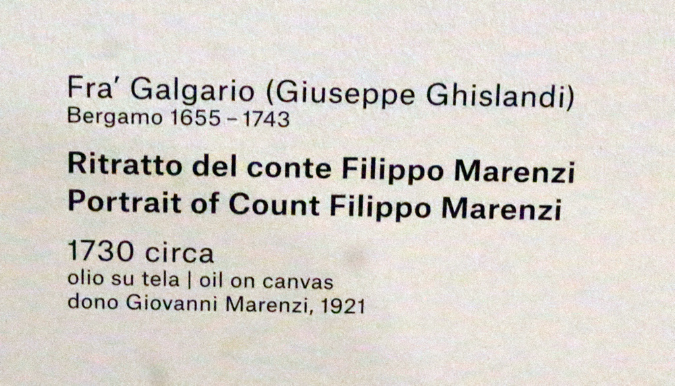 Fra’ Galgario (Giuseppe Ghislandi)
Bergamo 1655 – 1743
Ritratto del conte Filippo Marenzi
Portrait of Count Filippo Marenzi
1730 circa
olio su tela | oil on canvas
dono Giovanni Marenzi, 1921